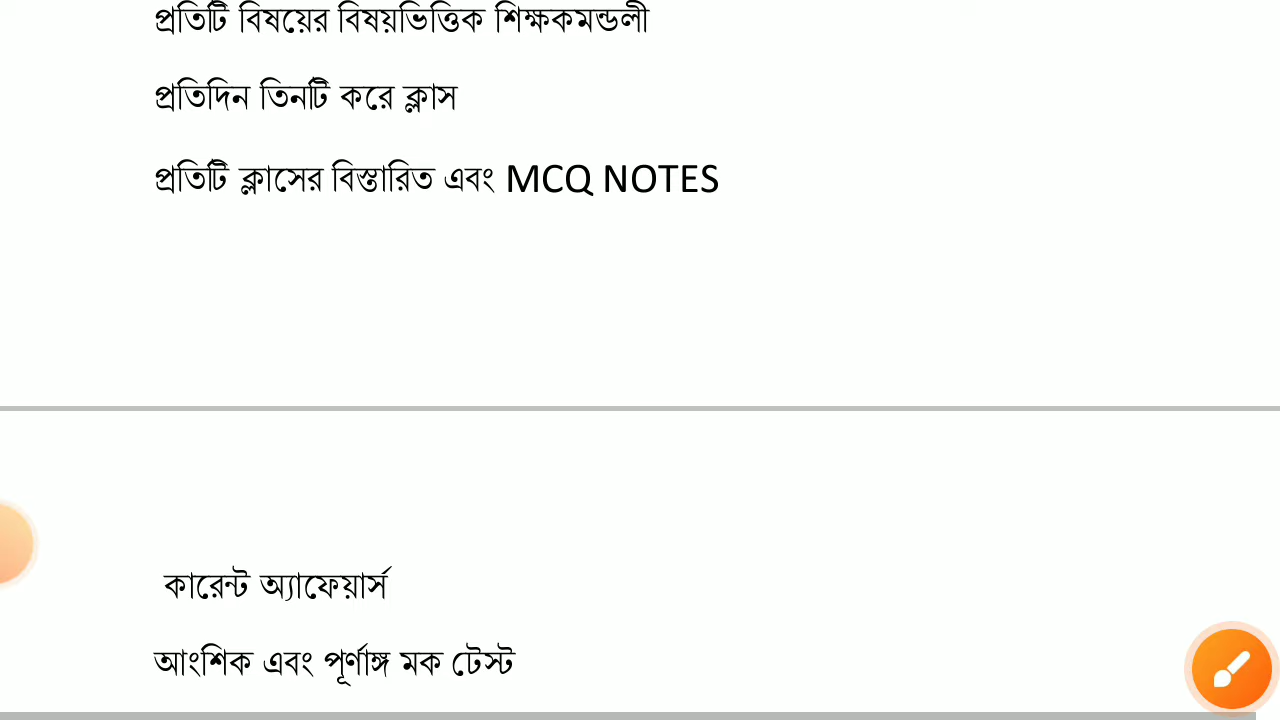 প্রতিটি বিষয়ের বিষয়ভিত্তিক শিক্ষকমন্ডলী
প্রতিদিন তিনটি করে ক্লাস
প্রতিটি ক্লাসের বিস্তারিত এবং MCQ NOTES
কারেন্ট অ্যাফেয়ার্স
আংশিক এবং পূর্ণাঙ্গ মক টেস্ট